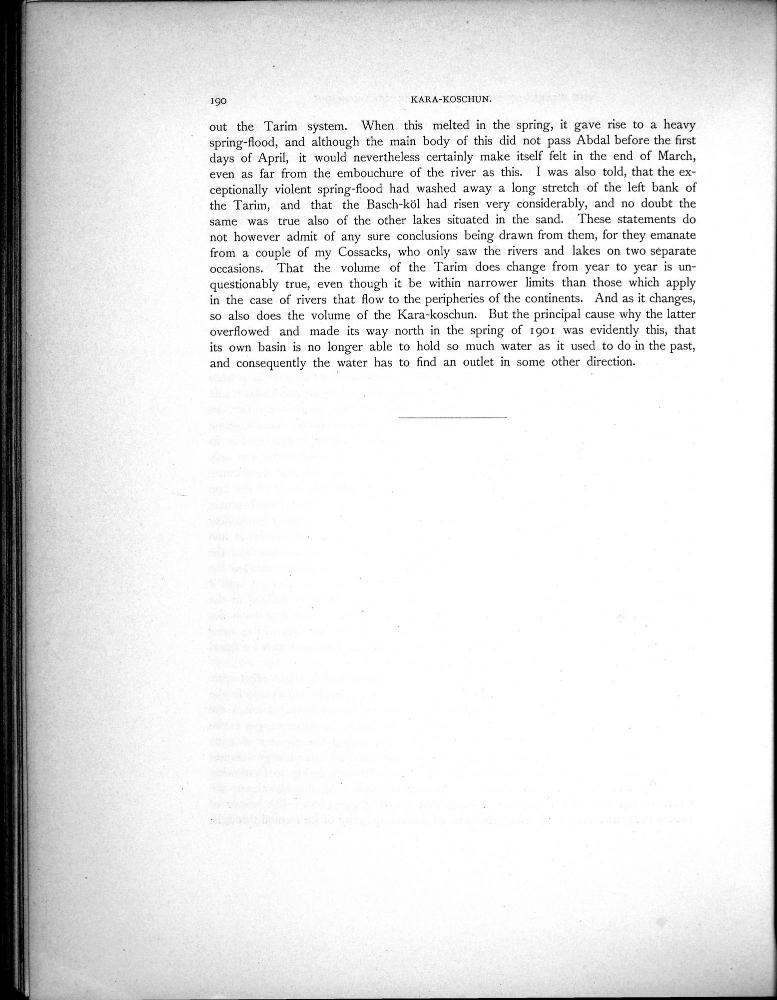 190
KARA-KOSCHUN.
out the Tarim system. When this melted in the spring, it gave rise to a heavy
spring-flood, and although the main body of this did not pass Abdal before the first
days of April, it would nevertheless certainly make itself felt in the end of March,
even as far from the embouchure of the river as this. I was also told, that the ex-
ceptionally violent spring-flood had washed away a long stretch of the left bank of
the Tarim, and that the Basch-köl had risen very considerably, and no doubt the
same was true also of the other lakes situated in the sand. These statements do
not however admit of any sure conclusions being drawn from them, for they emanate
from a couple of my Cossacks, who only saw the rivers and lakes on two separate
occasions. That the volume of the Tarim does change from year to year is un-
questionably true, even though it be within narrower limits than those which apply
in the case of rivers that flow to the peripheries of the continents. And as it changes,
so also does the volume of the Kara-koschun. But the principal cause why the latter
overflowed and made its way north in the spring of 1901 was evidently this, that
its own basin is no longer able to hold so much water as it used to do in the past,
and consequently the water has to find an outlet in some other direction.